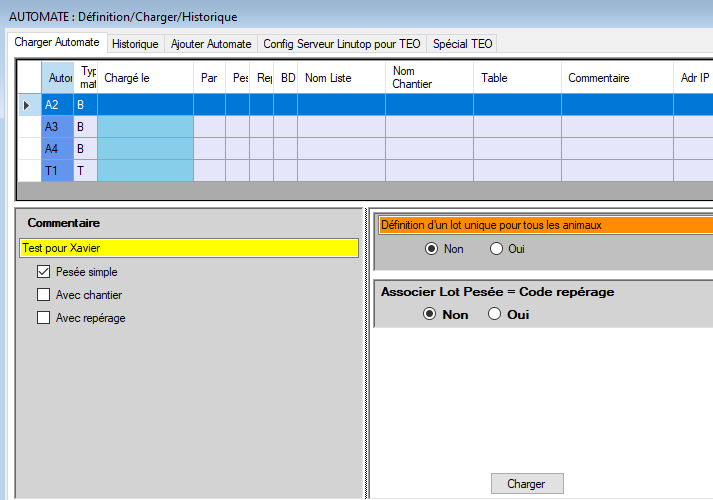 AUTOMATE : Définition/Charger/Historique
Charger Automate Historique Ajouter Automate Config Serveur Linutop pour TEO Spécial TEO
Autor Typ mat Chargé le Par Pes Rep BD Nom Liste Nom Chantier Table Commentaire Adr IP
A2 B
A3 B
A4 B
T1 T
Commentaire
Test pour Xavier
Pesée simple
Avec chantier
Avec repérage
Définition d'un lot unique pour tous les animaux
Non Oui
Associer Lot Pesée = Code repérage
Non Oui
Charger